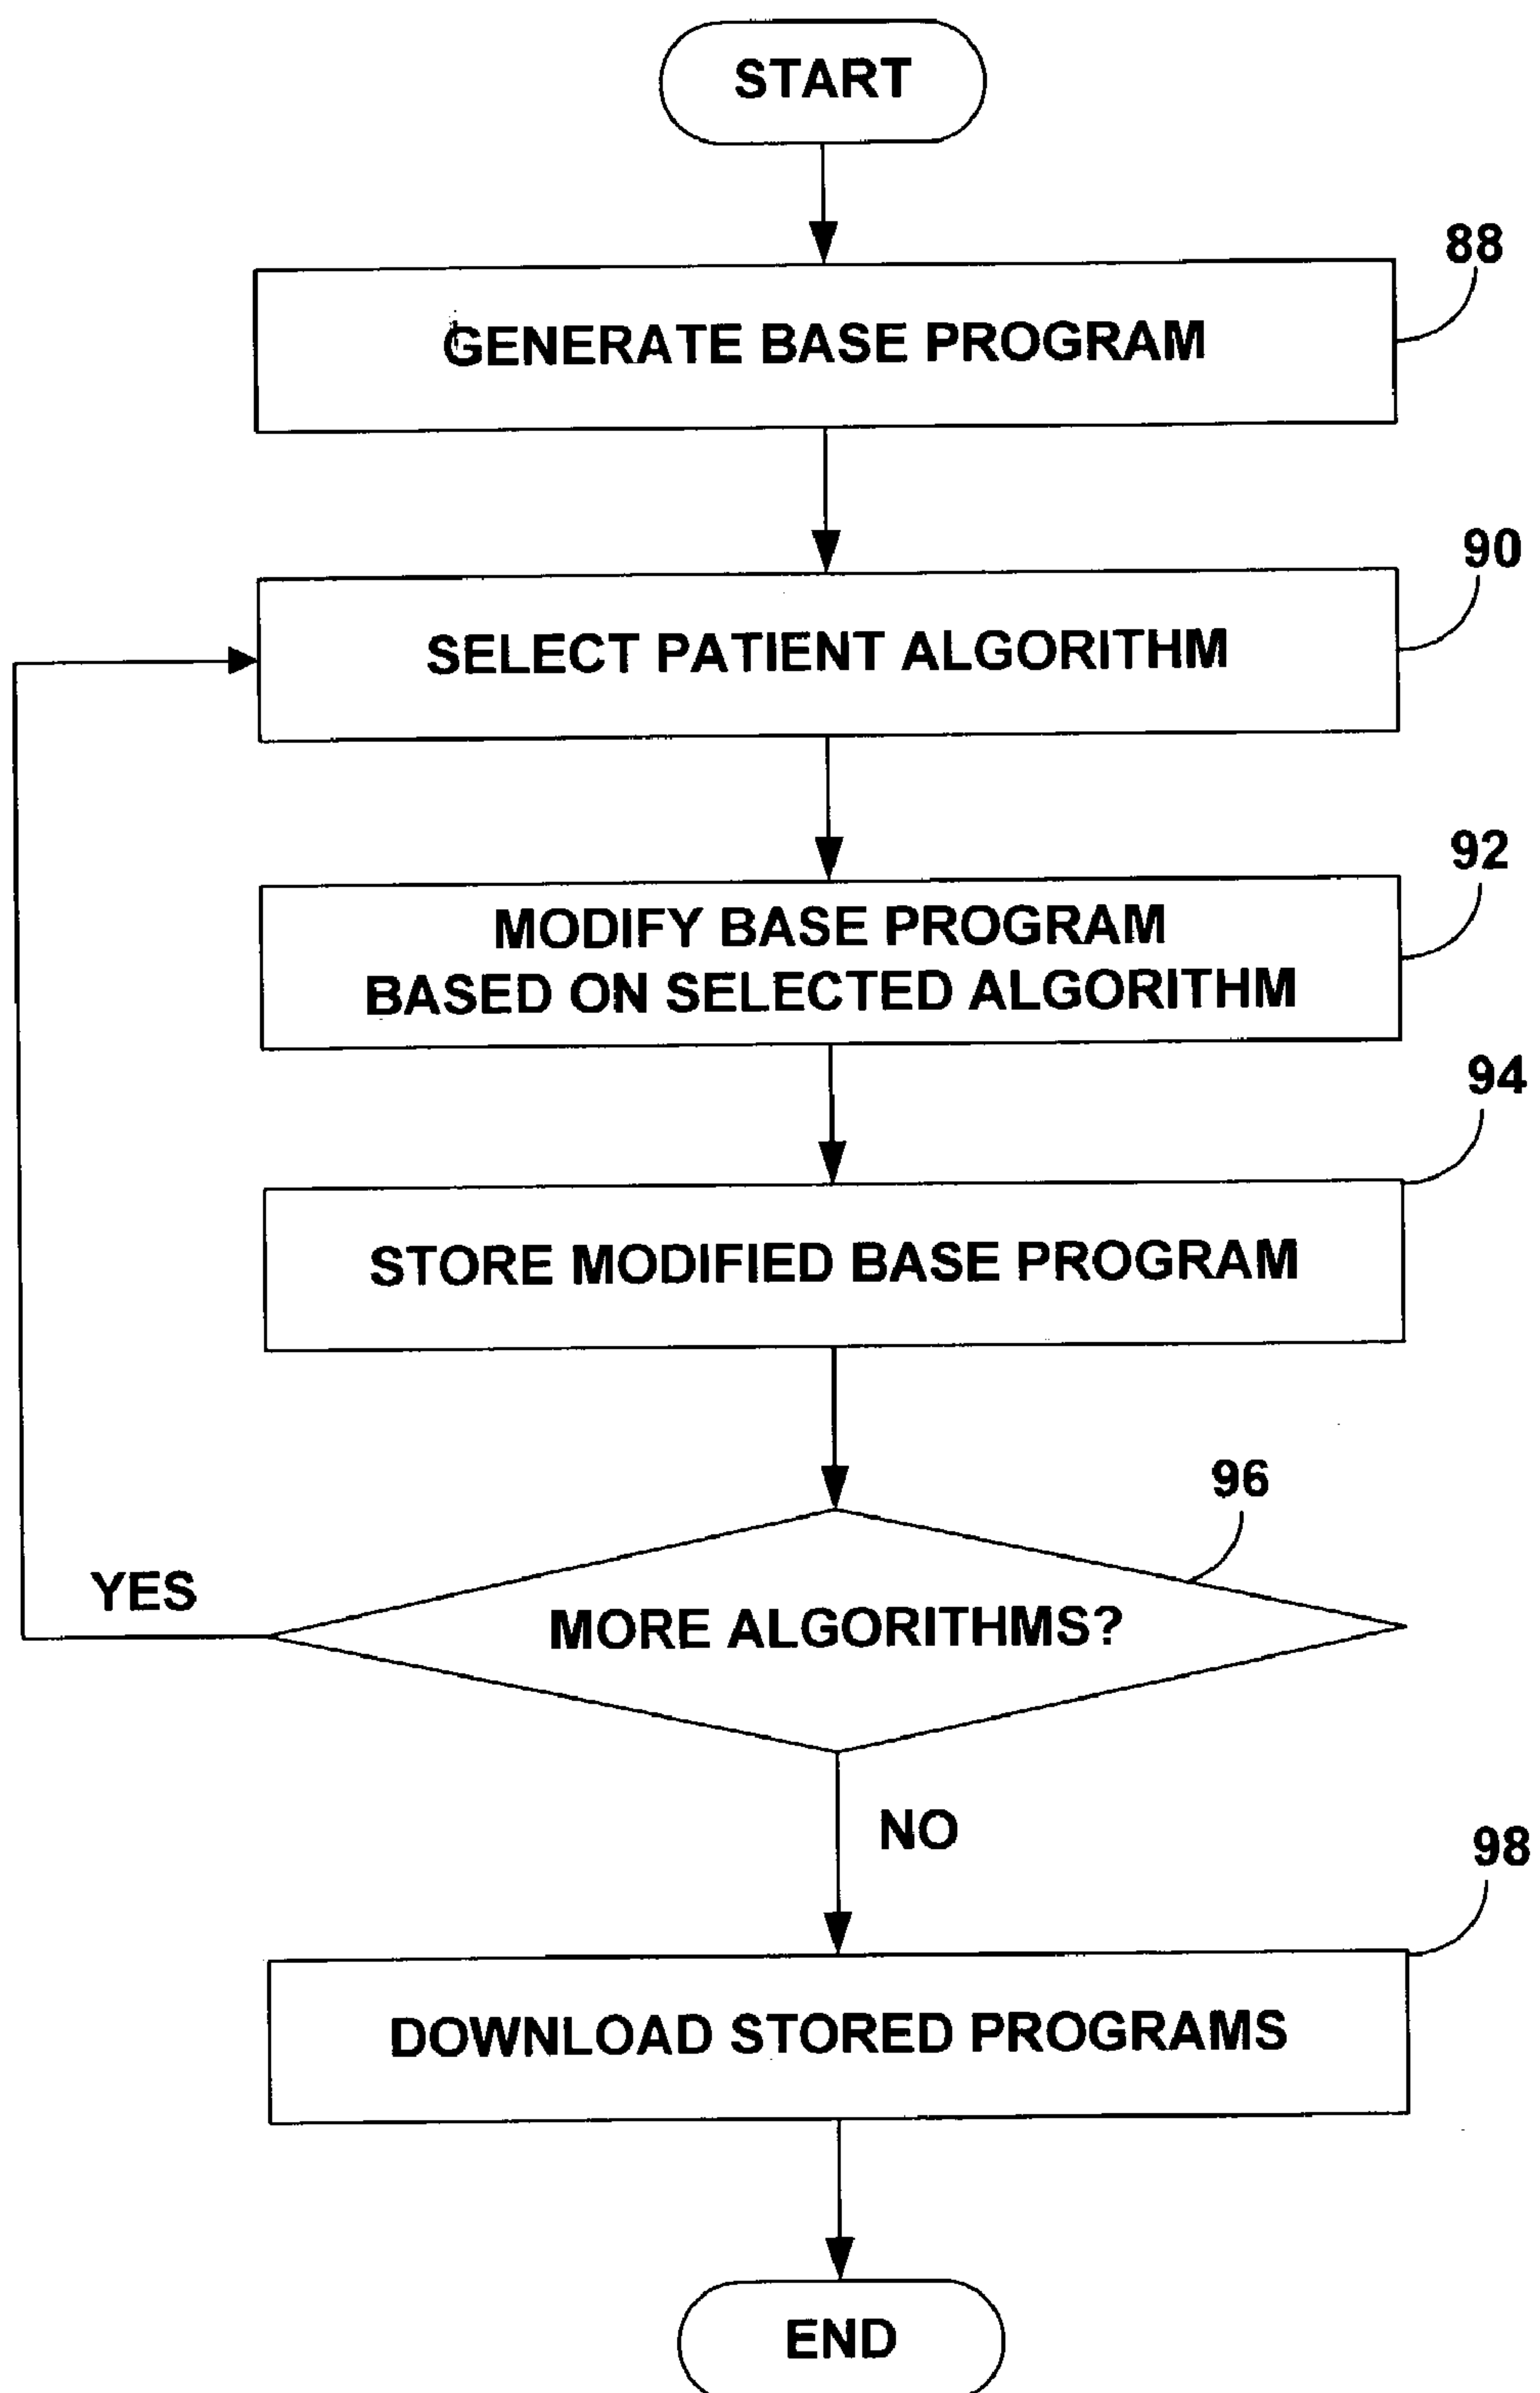 START
88
GENERATE BASE PROGRAM
90
SELECT PATIENT ALGORITHM
92
MODIFY BASE PROGRAM
BASED ON SELECTED ALGORITHM
94
STORE MODIFIED BASE PROGRAM
96
YES
MORE ALGORITHMS?
NO
98
DOWNLOAD STORED PROGRAMS
END